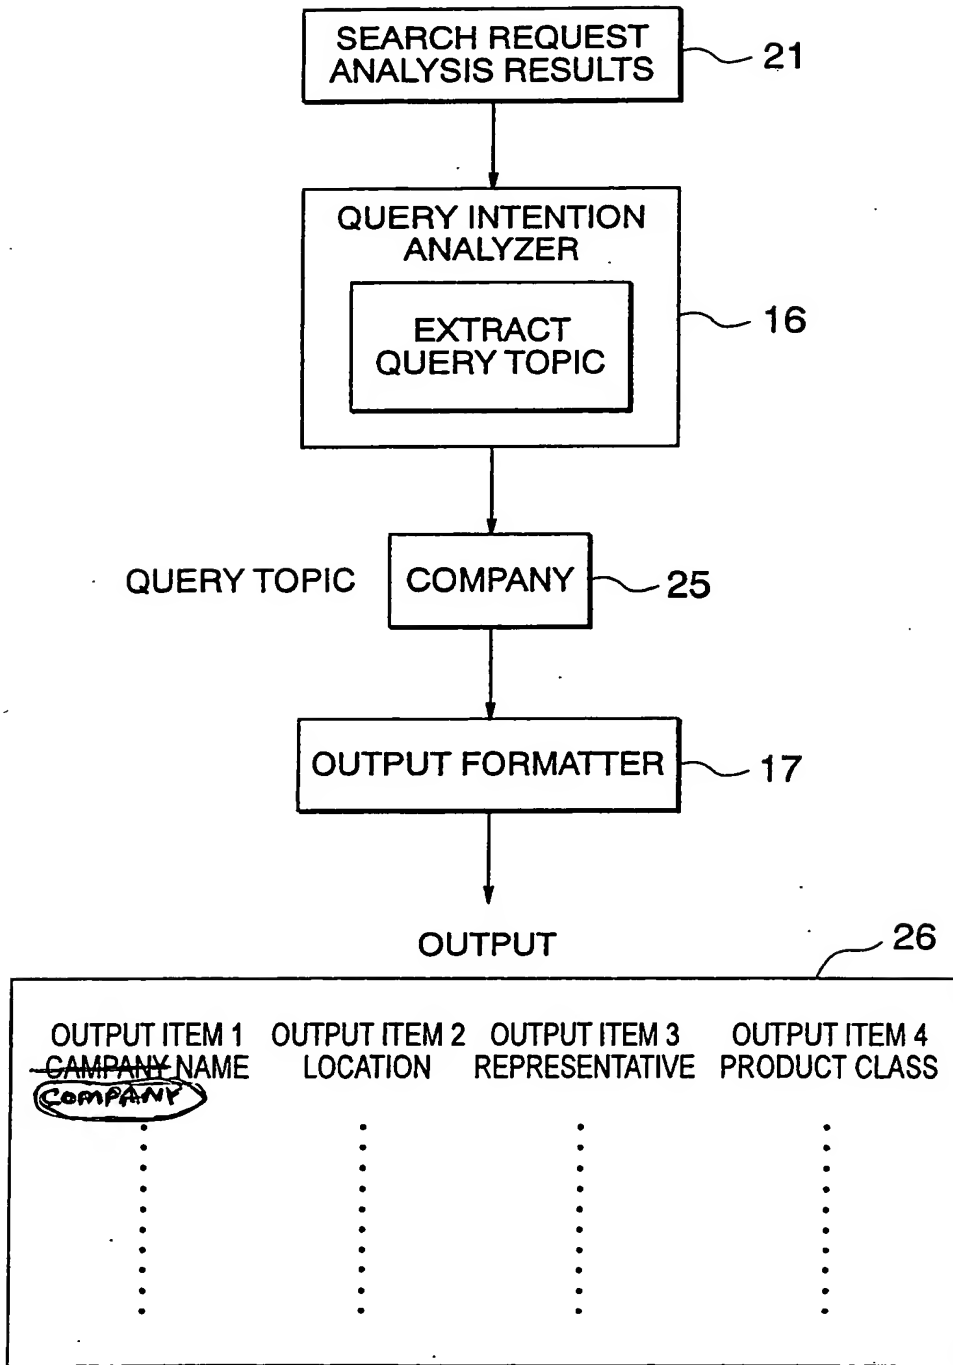 SEARCH REQUEST
ANALYSIS RESULTS
21
QUERY INTENTION
ANALYZER
EXTRACT
QUERY TOPIC
16
QUERY TOPIC
COMPANY
25
OUTPUT FORMATTER
17
OUTPUT
26
OUTPUT ITEM 1 OUTPUT ITEM 2 OUTPUT ITEM 3 OUTPUT ITEM 4
CAMPANY NAME LOCATION REPRESENTATIVE PRODUCT CLASS
COMPANY